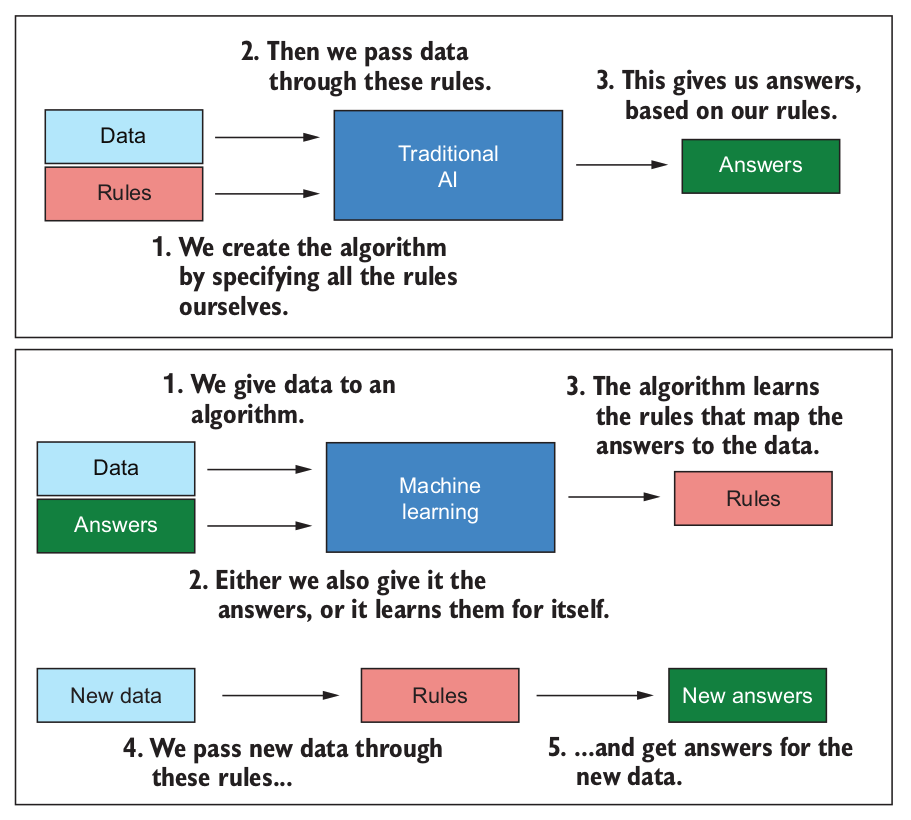 2. Then we pass data
through these rules.
3. This gives us answers,
based on our rules.
Data
Rules
Traditional
AI
Answers
1. We create the algorithm
by specifying all the rules
ourselves.
1. We give data to an
algorithm.
3. The algorithm learns
the rules that map the
answers to the data.
Data
Answers
Machine
learning
Rules
2. Either we also give it the
answers, or it learns them for itself.
New data
Rules
New answers
4. We pass new data through
these rules...
5. ...and get answers for the
new data.